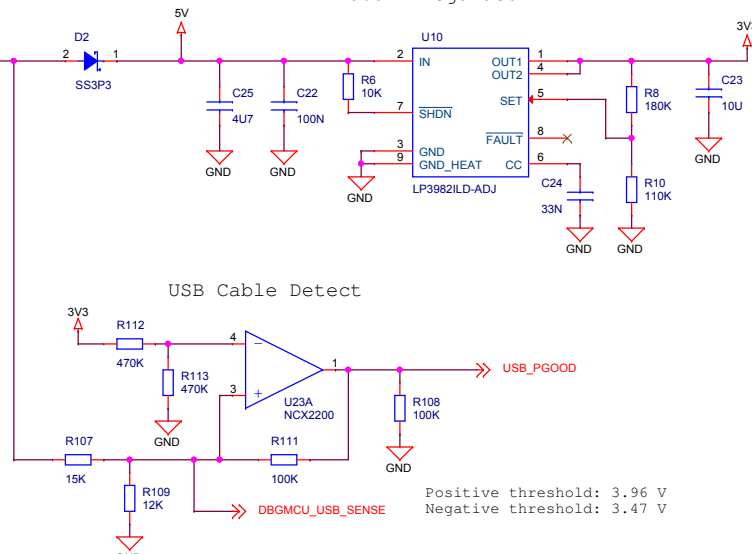 5V
3V3
D2
2
1
SS3P3
U10
2
IN
OUT1
1
OUT2
4
R6
10K
C25
4U7
C22
100N
SET
5
R8
180K
C23
10U
7
SHDN
FAULT
8
3
GND
9
GND_HEAT
CC
6
LP3982ILD-ADJ
C24
33N
R10
110K
GND
GND
GND
GND
GND
GND
USB Cable Detect
3V3
R112
470K
R113
470K
GND
4
3
1
U23A
NCX2200
USB_PGOOD
R108
100K
GND
R107
15K
R111
100K
R109
12K
DBGMCU_USB_SENSE
Positive threshold: 3.96 V
Negative threshold: 3.47 V